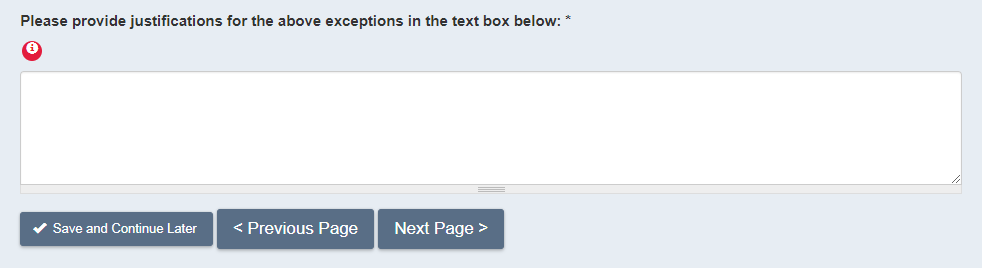 Please provide justifications for the above exceptions in the text box below: *
Save and Continue Later
< Previous Page
Next Page >